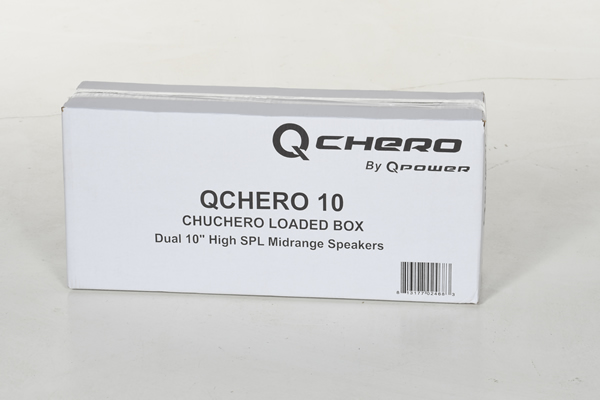 QCHERO
By QPOWER
QCHERO 10
CHUCHERO LOADED BOX
Dual 10" High SPL Midrange Speakers